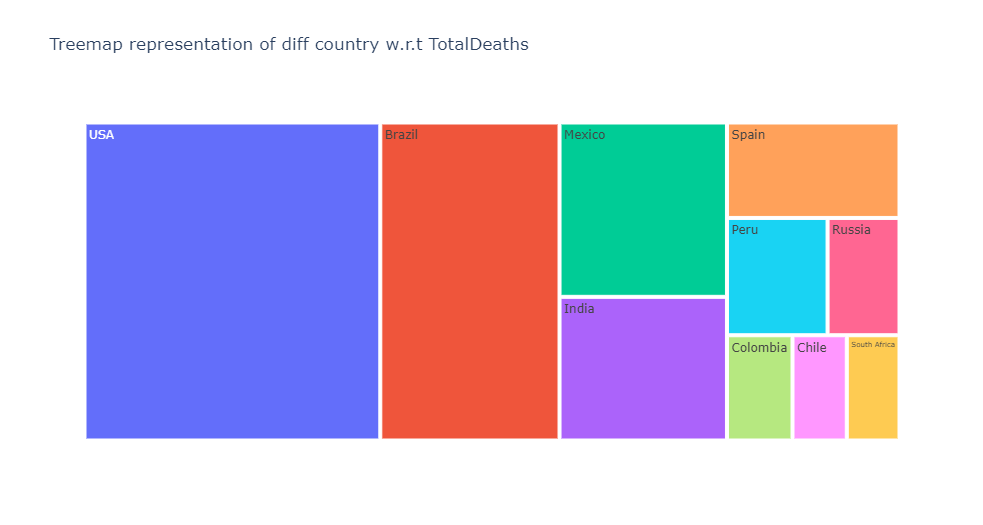 Treemap representation of diff country w.r.t TotalDeaths
USA
Brazil
Mexico
Spain
Peru
Russia
India
Colombia
Chile
South Africa